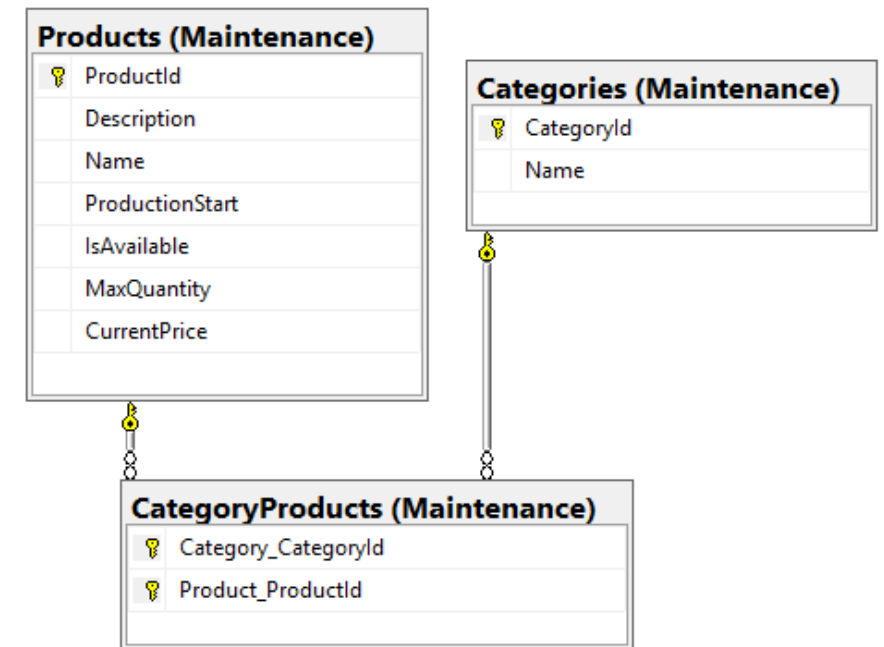 Products (Maintenance)
ProductId
Description
Name
ProductionStart
IsAvailable
MaxQuantity
CurrentPrice
Categories (Maintenance)
CategoryId
Name
CategoryProducts (Maintenance)
Category_CategoryId
Product_ProductId